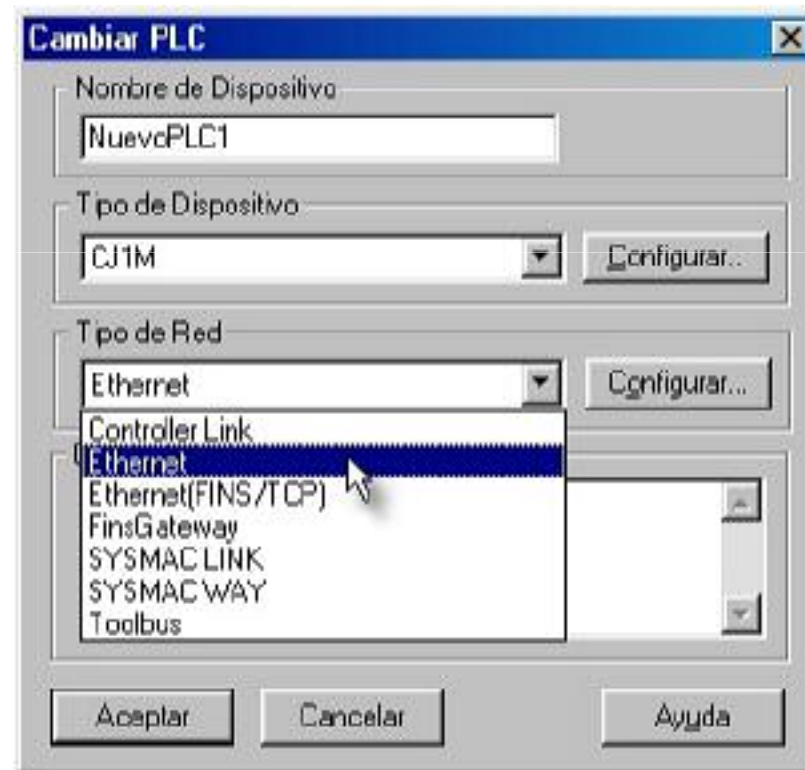 Cambiar PLC
Nombre de Dispositivo
NuevoPLC1
Tipo de Dispositivo
CJ1M
Configurar...
Tipo de Red
Ethernet
Configurar...
Controller Link
Ethernet
Ethernet(FINS/TCP)
FinsGateway
SYSMAC LINK
SYSMAC WAY
Toolbus
Aceptar
Cancelar
Ayuda